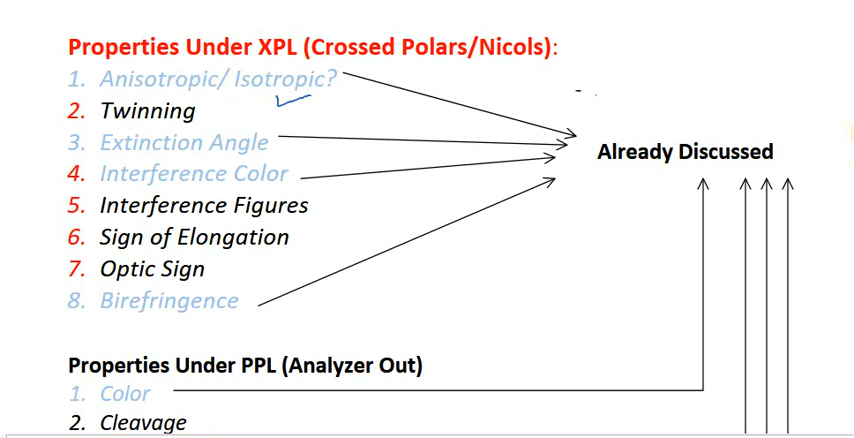 Properties Under XPL (Crossed Polars/Nicols):
1. Anisotropic/ Isotropic?
2. Twinning
3. Extinction Angle
4. Interference Color
5. Interference Figures
6. Sign of Elongation
7. Optic Sign
8. Birefringence
Already Discussed
Properties Under PPL (Analyzer Out)
1. Color
2. Cleavage